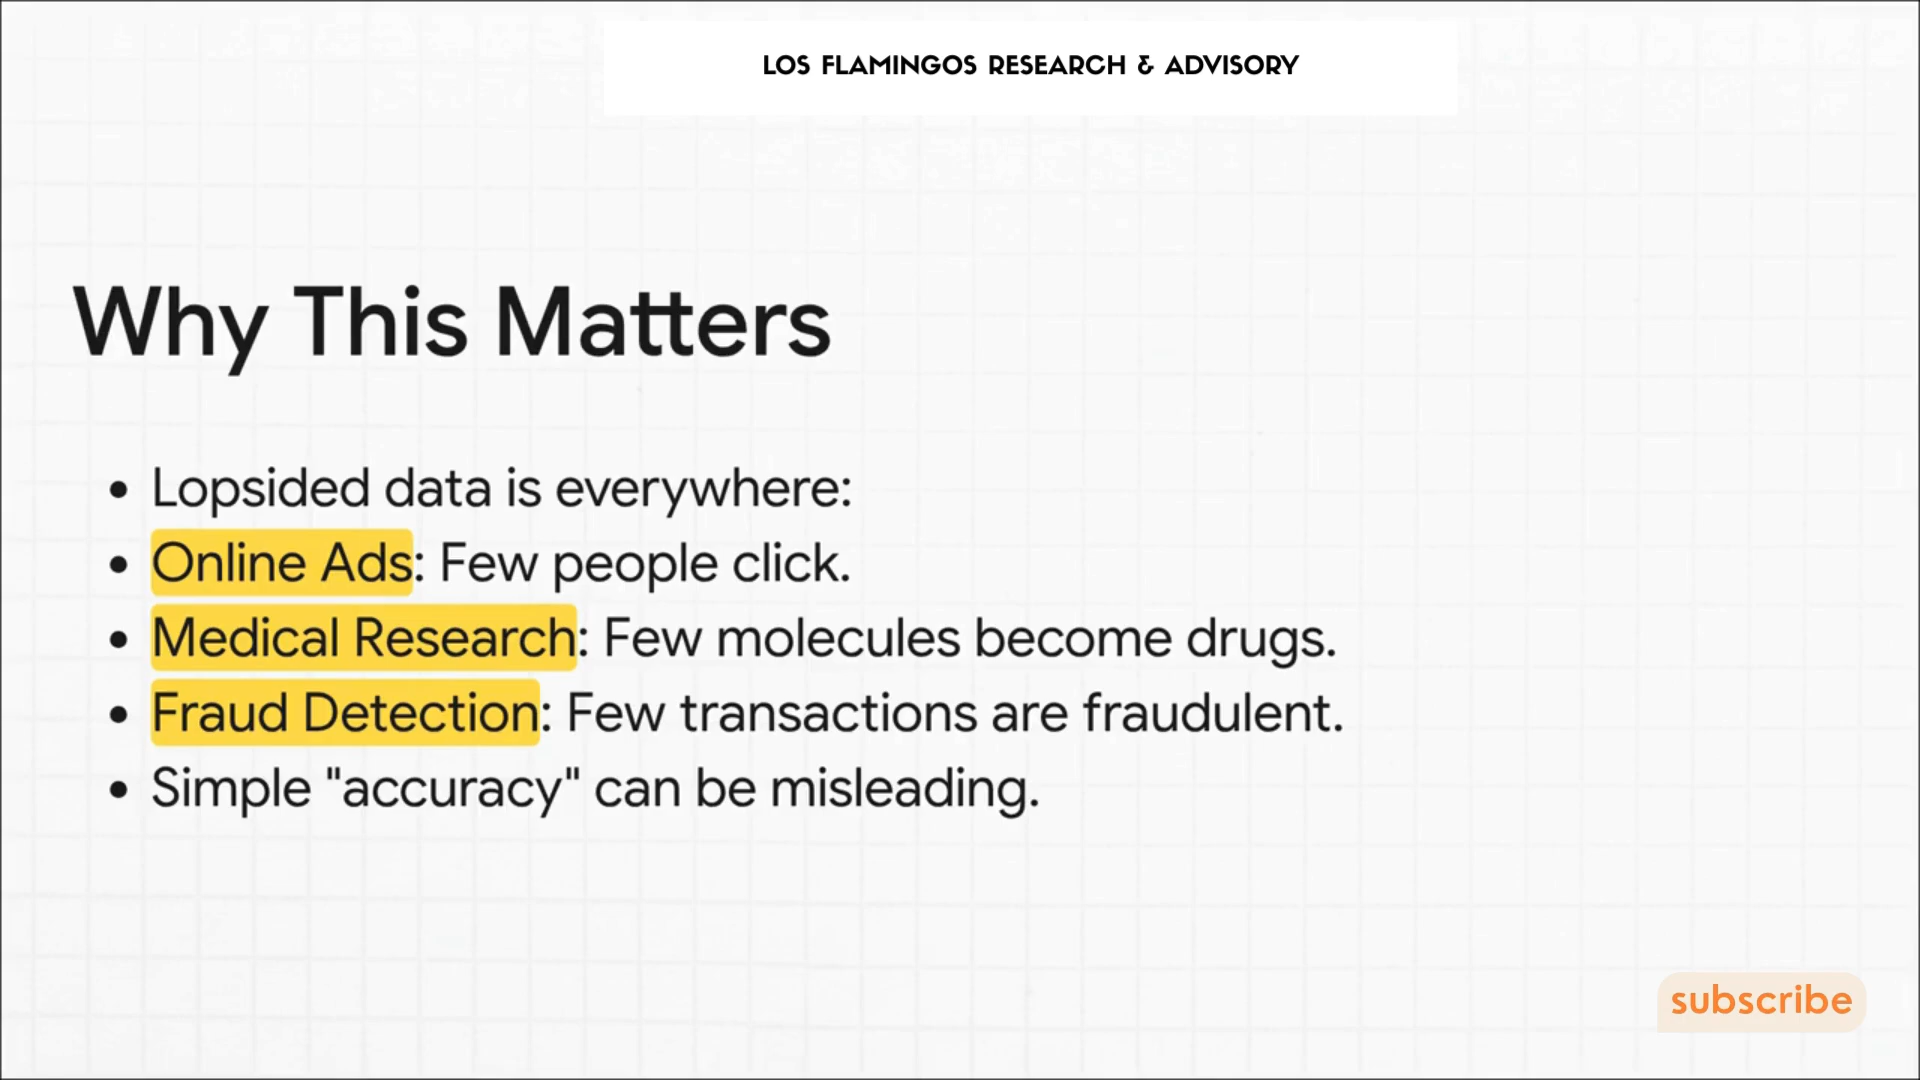 LOS FLAMINGOS RESEARCH & ADVISORY
Why This Matters
• Lopsided data is everywhere:
• Online Ads: Few people click.
• Medical Research: Few molecules become drugs.
• Fraud Detection: Few transactions are fraudulent.
• Simple "accuracy" can be misleading.
subscribe